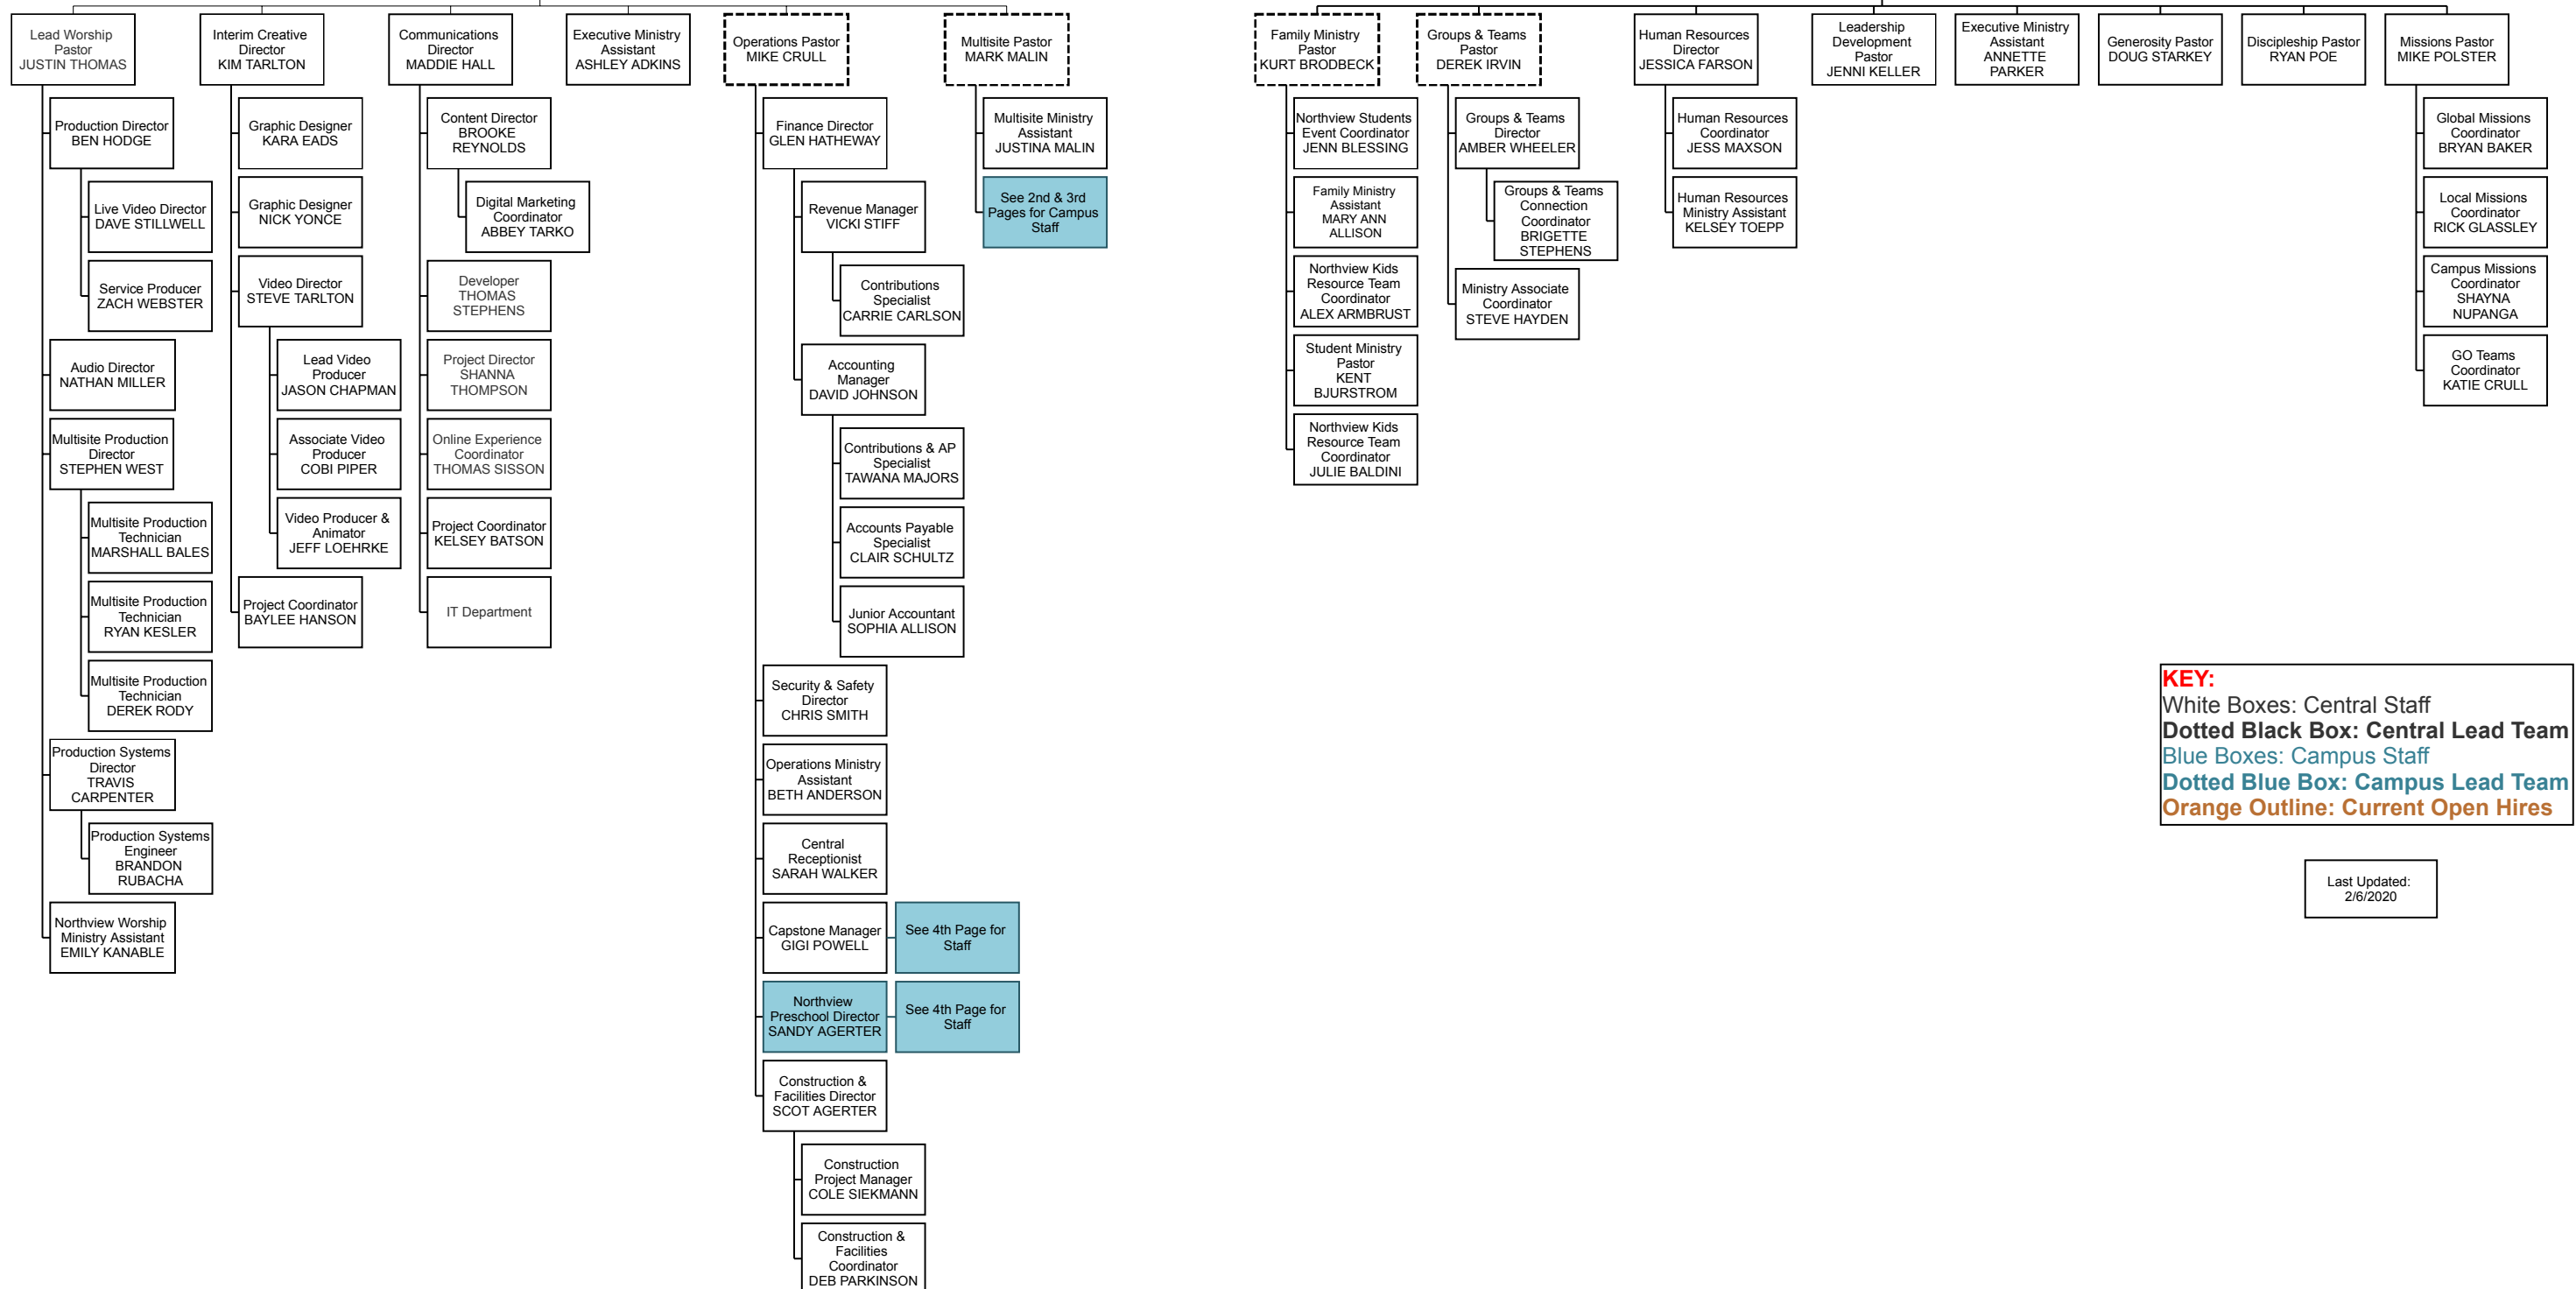 Lead Worship
Pastor
JUSTIN THOMAS
Interim Creative
Director
KIM TARLTON
Communications
Director
MADDIE HALL
Executive Ministry
Assistant
ASHLEY ADKINS
Operations Pastor
MIKE CRULL
Multisite Pastor
MARK MALIN
Family Ministry
Pastor
KURT BRODBECK
Groups & Teams
Pastor
DEREK IRVIN
Human Resources
Director
JESSICA FARSON
Leadership
Development
Pastor
JENNI KELLER
Executive Ministry
Assistant
ANNETTE
PARKER
Generosity Pastor
DOUG STARKEY
Discipleship Pastor
RYAN POE
Missions Pastor
MIKE POLSTER
Production Director
BEN HODGE
Live Video Director
DAVE STILLWELL
Service Producer
ZACH WEBSTER
Audio Director
NATHAN MILLER
Multisite Production
Director
STEPHEN WEST
Multisite Production
Technician
MARSHALL BALES
Multisite Production
Technician
RYAN KESLER
Multisite Production
Technician
DEREK RODY
Production Systems
Director
TRAVIS
CARPENTER
Production Systems
Engineer
BRANDON
RUBACHA
Northview Worship
Ministry Assistant
EMILY KANABLE
Graphic Designer
KARA EADS
Graphic Designer
NICK YONCE
Video Director
STEVE TARLTON
Lead Video
Producer
JASON CHAPMAN
Associate Video
Producer
COBI PIPER
Video Producer &
Animator
JEFF LOEHRKE
Project Coordinator
BAYLEE HANSON
Content Director
BROOKE
REYNOLDS
Digital Marketing
Coordinator
ABBEY TARKO
Developer
THOMAS
STEPHENS
Project Director
SHANNA
THOMPSON
Online Experience
Coordinator
THOMAS SISSON
Project Coordinator
KELSEY BATSON
IT Department
Finance Director
GLEN HATHEWAY
Revenue Manager
VICKI STIFF
Contributions
Specialist
CARRIE CARLSON
Accounting
Manager
DAVID JOHNSON
Contributions & AP
Specialist
TAWANA MAJORS
Accounts Payable
Specialist
CLAIR SCHULTZ
Junior Accountant
SOPHIA ALLISON
Security & Safety
Director
CHRIS SMITH
Operations Ministry
Assistant
BETH ANDERSON
Central
Receptionist
SARAH WALKER
Capstone Manager
GIGI POWELL
See 4th Page for
Staff
Northview
Preschool Director
SANDY AGERTER
See 4th Page for
Staff
Construction &
Facilities Director
SCOT AGERTER
Construction
Project Manager
COLE SIEKMANN
Construction &
Facilities
Coordinator
DEB PARKINSON
Multisite Ministry
Assistant
JUSTINA MALIN
See 2nd & 3rd
Pages for Campus
Staff
Northview Students
Event Coordinator
JENN BLESSING
Family Ministry
Assistant
MARY ANN
ALLISON
Northview Kids
Resource Team
Coordinator
ALEX ARMBRUST
Student Ministry
Pastor
KENT
BJURSTROM
Northview Kids
Resource Team
Coordinator
JULIE BALDINI
Groups & Teams
Director
AMBER WHEELER
Groups & Teams
Connection
Coordinator
BRIGETTE
STEPHENS
Ministry Associate
Coordinator
STEVE HAYDEN
Human Resources
Coordinator
JESS MAXSON
Human Resources
Ministry Assistant
KELSEY TOEPP
Global Missions
Coordinator
BRYAN BAKER
Local Missions
Coordinator
RICK GLASSLEY
Campus Missions
Coordinator
SHAYNA
NUPANGA
GO Teams
Coordinator
KATIE CRULL
KEY:
White Boxes: Central Staff
Dotted Black Box: Central Lead Team
Blue Boxes: Campus Staff
Dotted Blue Box: Campus Lead Team
Orange Outline: Current Open Hires
Last Updated:
2/6/2020